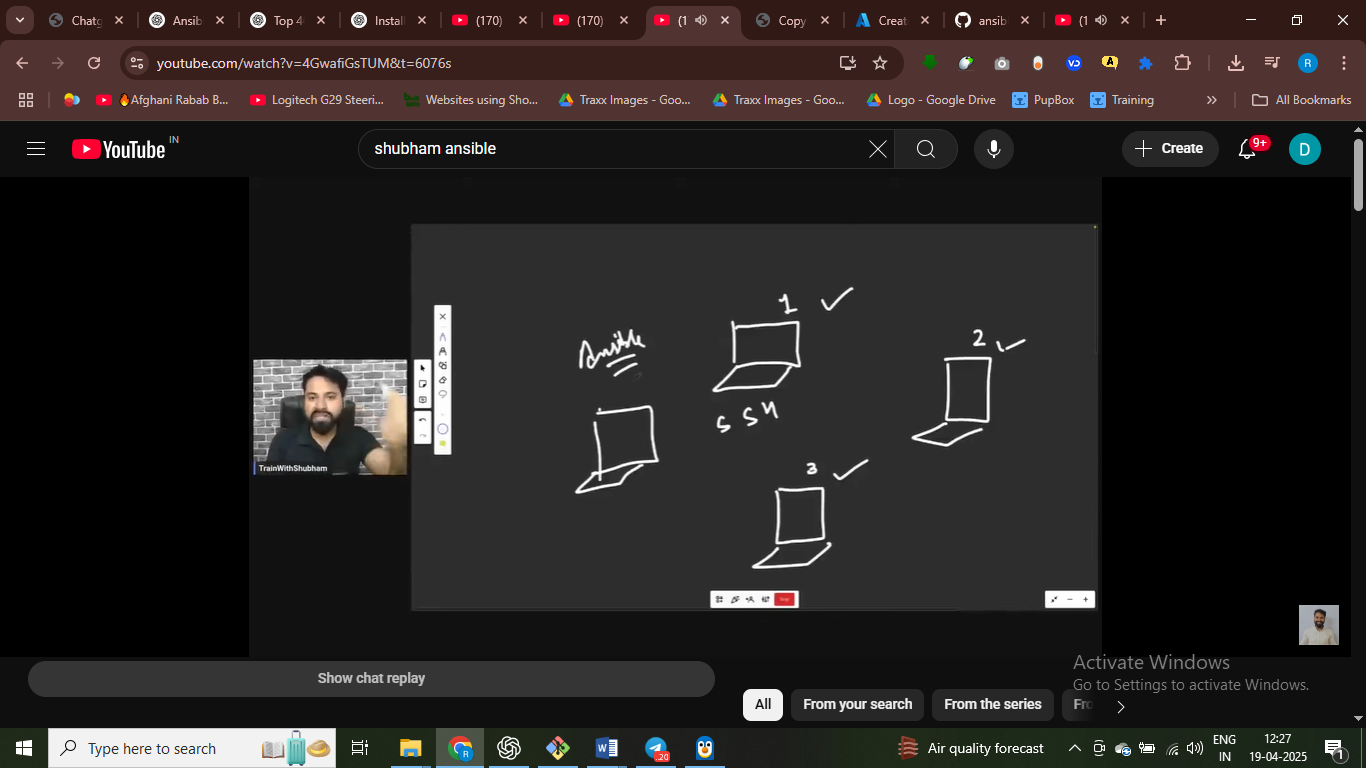 Chatg
Ansib
Top 4
Install
(170)
(170)
(1
Copy
Creat
ansib
(1
youtube.com/watch?v=4GwafiGsTUM&t=6076s
R
Afghani Rabab B...
Logitech G29 Steeri...
Websites using Sho...
Traxx Images - Goo...
Traxx Images - Goo...
Logo - Google Drive
PupBox
Training
»
All Bookmarks
YouTube IN
shubham ansible
Create
9+
D
Ansible
1
2
SSH
3
TrainWithShubham
Show chat replay
All
From your search
From the series
Fro
Activate Windows
Go to Settings to activate Windows.
Type here to search
20
Air quality forecast
ENG
IN
12:27
19-04-2025
1